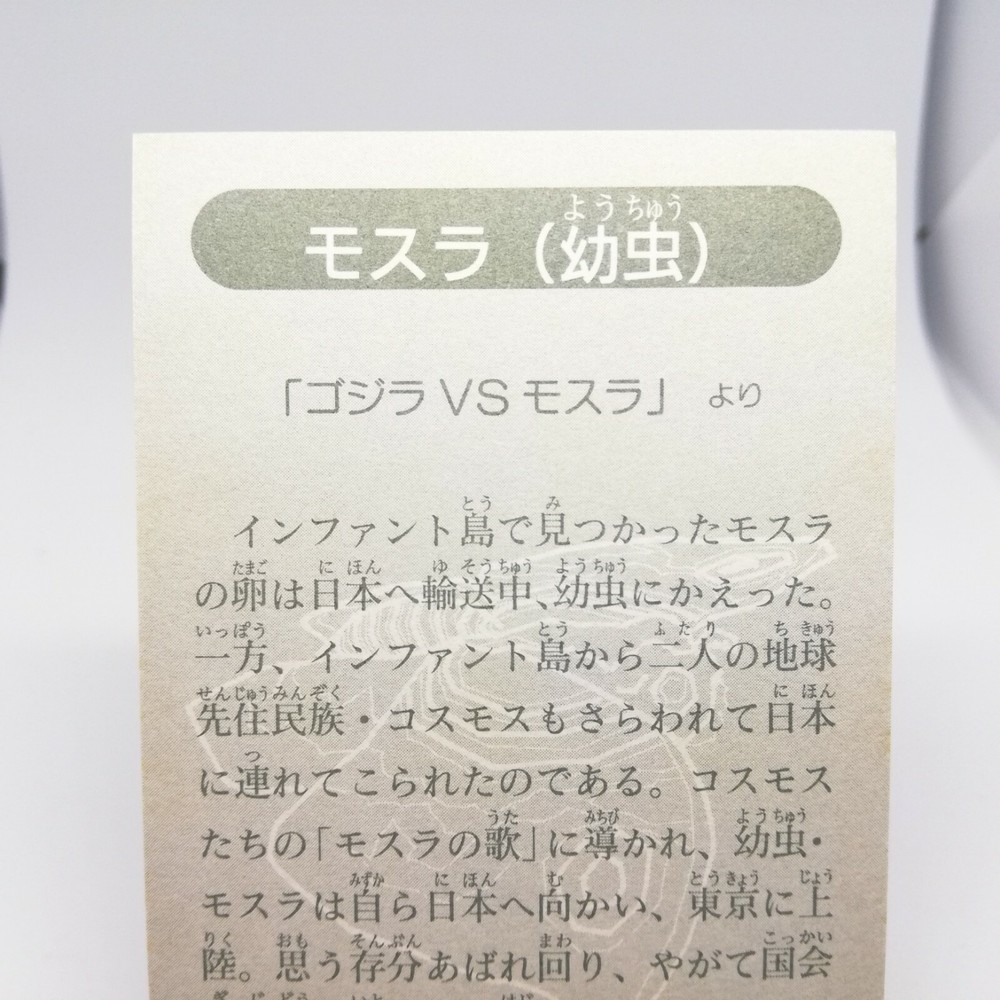 モスラ（幼虫）
「ゴジラVSモスラ」 より
インファント島で見つかったモスラ
の卵は日本へ輸送中、幼虫にかえった。
一方、インファント島から二人の地球
先住民族・コスモスもさらわれて日本
に連れてこられたのである。コスモス
たちの「モスラの歌」に導かれ、幼虫・
モスラは自ら日本へ向かい、東京に上
陸。思う存分あばれ回り、やがて国会